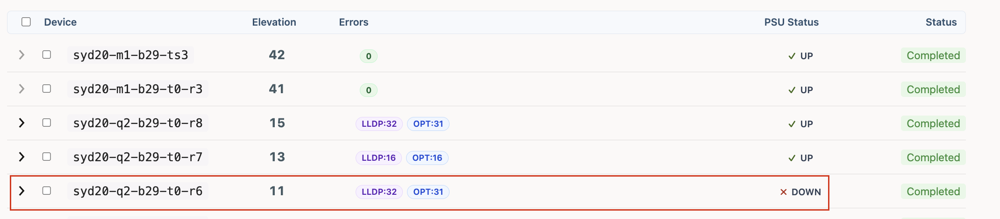 Device Elevation Errors PSU Status Status
syd20-m1-b29-ts3 42 0 UP Completed
syd20-m1-b29-t0-r3 41 0 UP Completed
syd20-q2-b29-t0-r8 15 LLDP:32 OPT:31 UP Completed
syd20-q2-b29-t0-r7 13 LLDP:16 OPT:16 UP Completed
syd20-q2-b29-t0-r6 11 LLDP:32 OPT:31 DOWN Completed